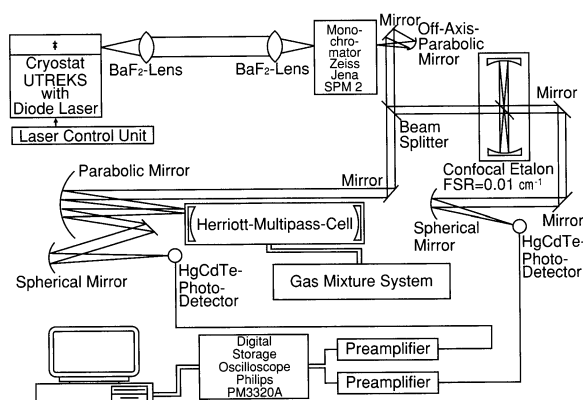 Cryostat
UTREKS
with
Diode Laser
Laser Control Unit
BaF2-Lens
BaF2-Lens
Mono-
chro-
mator
Zeiss
Jena
SPM 2
Mirror
Off-Axis-
Parabolic
Mirror
Mirror
Beam
Splitter
Confocal Etalon
FSR=0.01 cm⁻¹
Parabolic Mirror
Mirror
Mirror
Herriott-Multipass-Cell
Spherical
Mirror
HgCdTe-
Photo-
Detector
Spherical Mirror
HgCdTe-
Photo-
Detector
Gas Mixture System
Digital
Storage
Oscilloscope
Philips
PM3320A
Preamplifier
Preamplifier